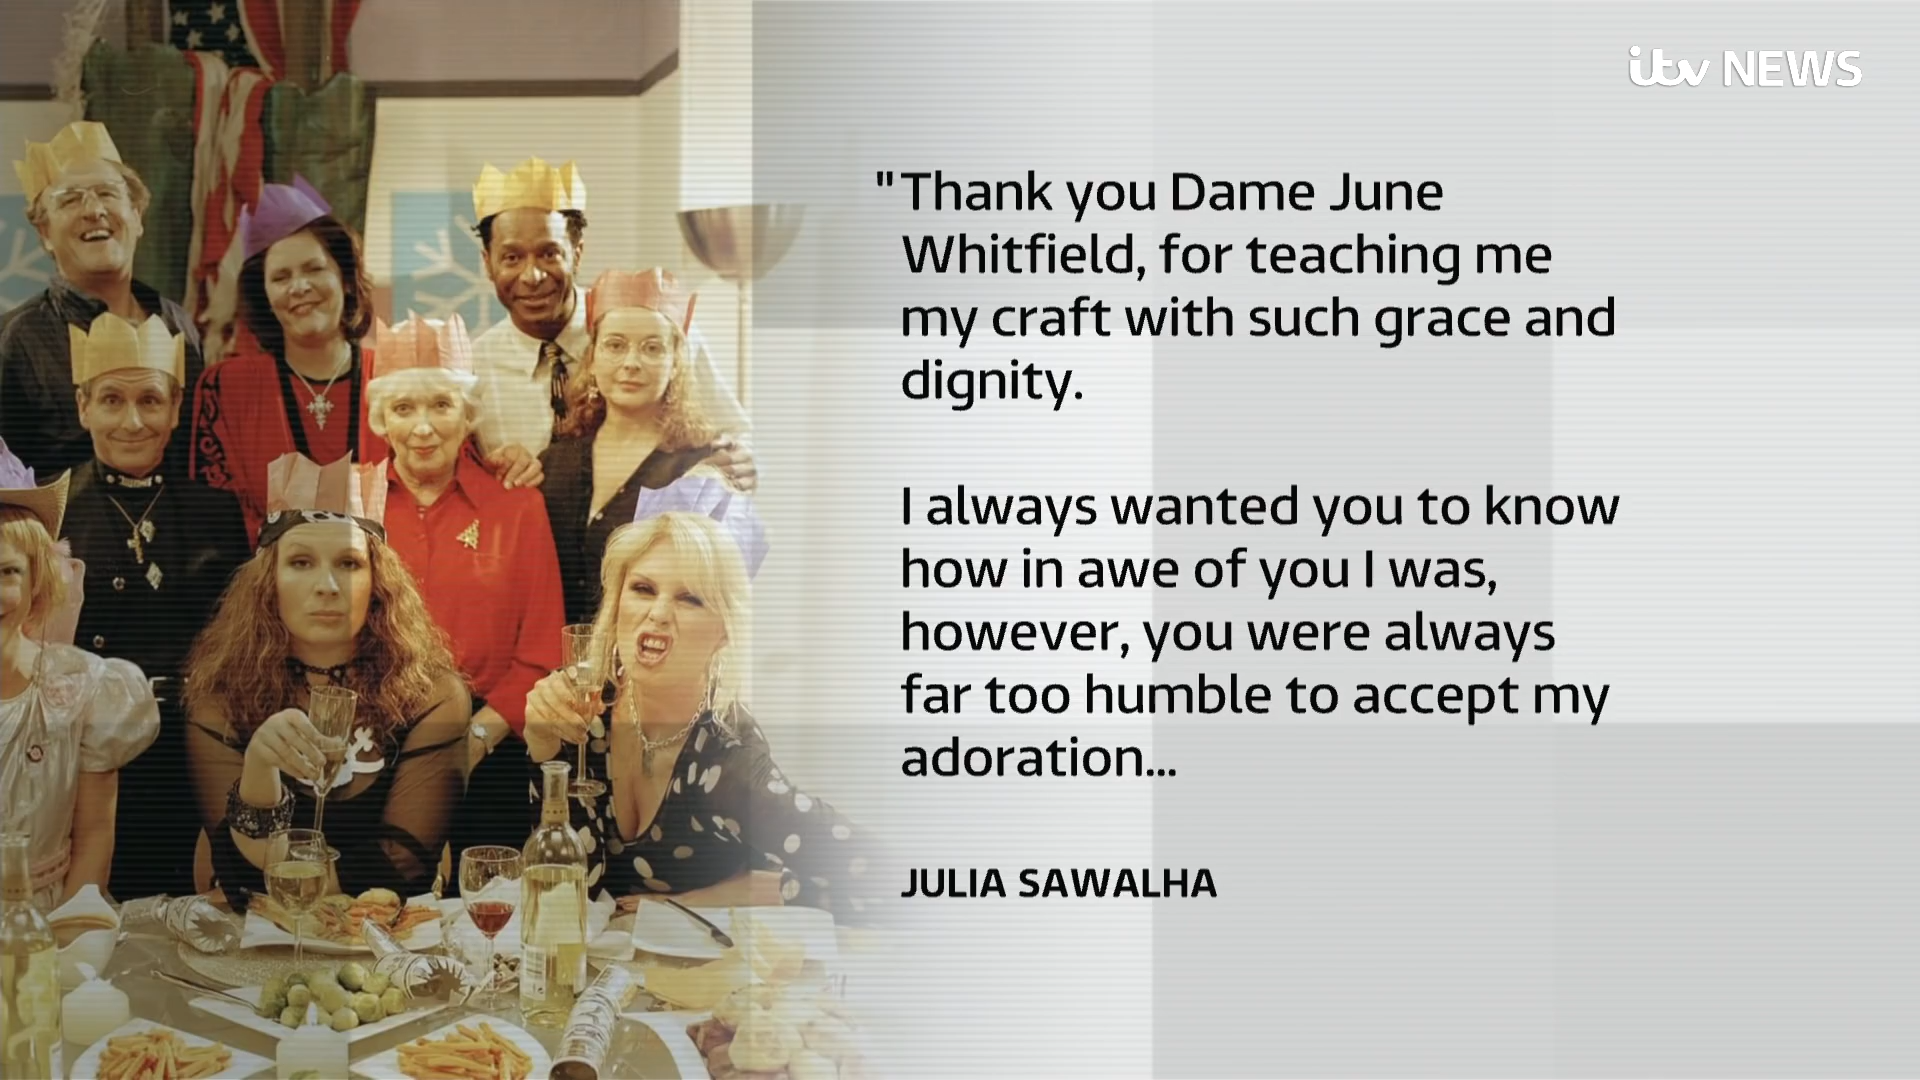 itv NEWS
"Thank you Dame June
Whitfield, for teaching me
my craft with such grace and
dignity.
I always wanted you to know
how in awe of you I was,
however, you were always
far too humble to accept my
adoration...
JULIA SAWALHA